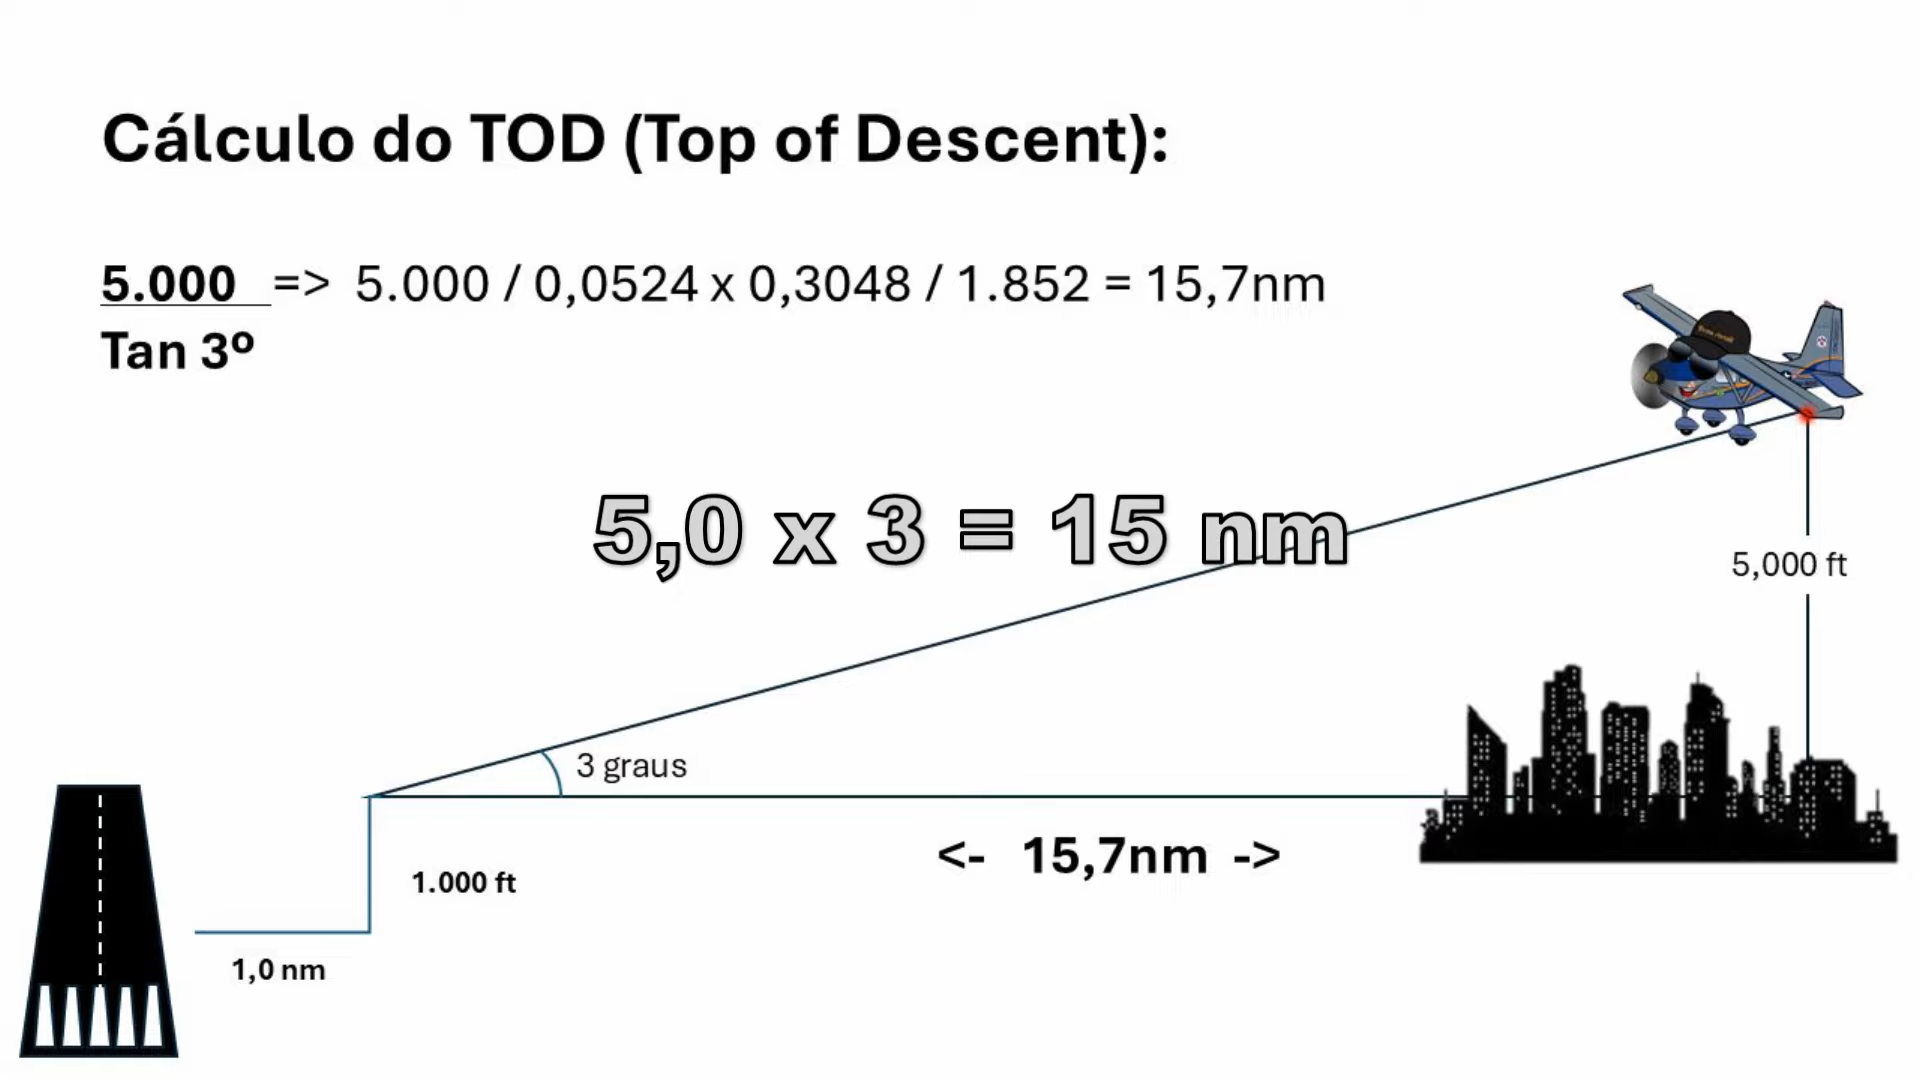 Cálculo do TOD (Top of Descent):
5.000 => 5.000 / 0,0524 x 0,3048 / 1.852 = 15,7nm
Tan 3º
5,0 x 3 = 15 nm
5,000 ft
3 graus
<- 15,7nm ->
1.000 ft
1,0 nm